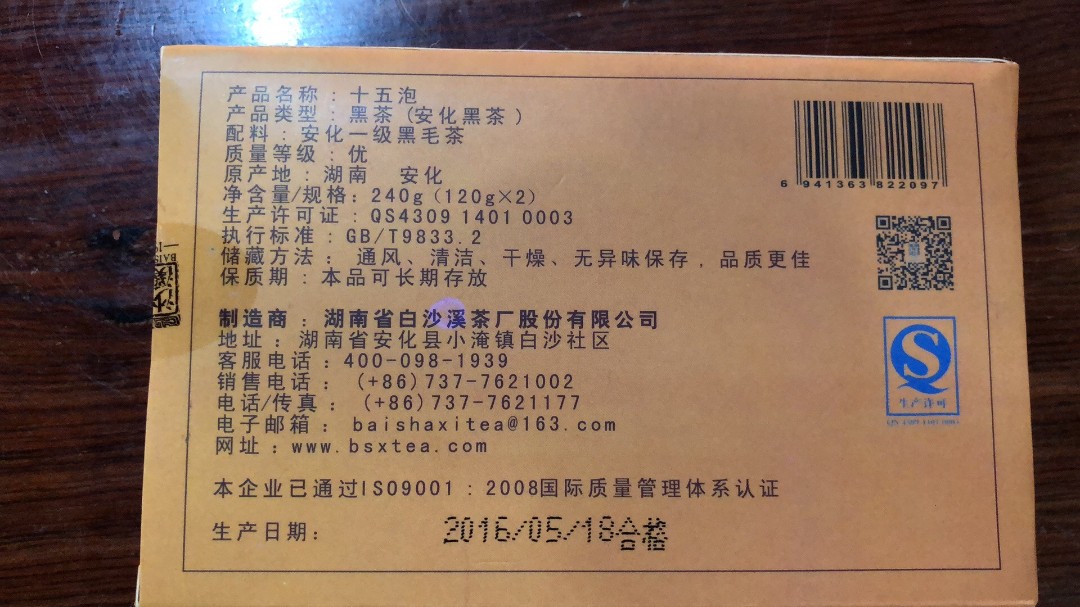 产品名称：十五泡
产品类型：黑茶（安化黑茶）
配料：安化一级黑毛茶
质量等级：优
原产地：湖南 安化
净含量/规格：240g（120g×2）
生产许可证：QS4309 1401 0003
执行标准：GB/T9833.2
储藏方法：通风、清洁、干燥、无异味保存，品质更佳
保质期：本品可长期存放
制造商：湖南省白沙溪茶厂股份有限公司
地址：湖南省安化县小淹镇白沙社区
客服电话：400-098-1939
销售电话：(+86)737-7621002
电话/传真：(+86)737-7621177
电子邮箱：baishaxitea@163.com
网址：www.bsxtea.com
本企业已通过ISO9001：2008国际质量管理体系认证
生产日期：2016/05/18合格
6 941363 822097
生产许可
沙溪